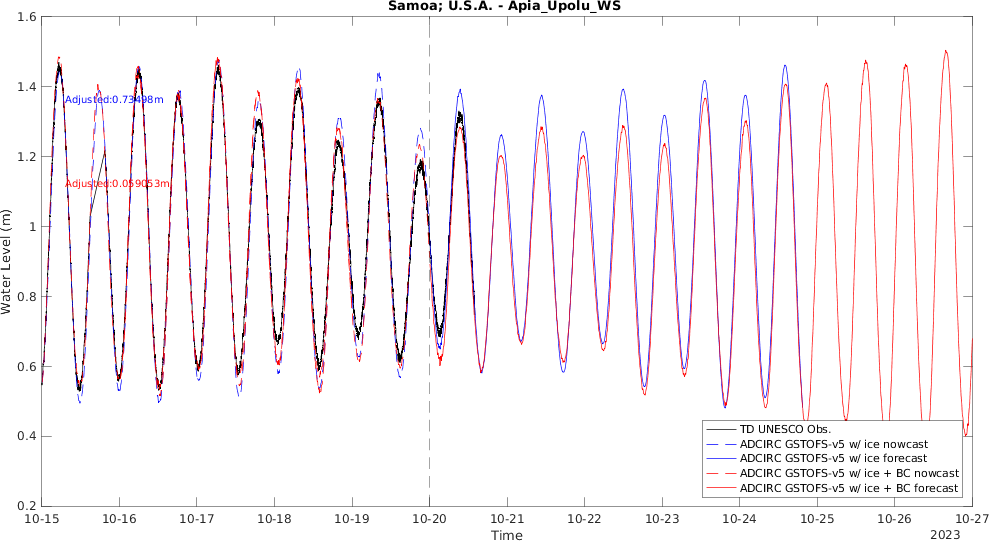 Samoa; U.S.A. - Apia_Upolu_WS
1.6
1.4
1.2
1
0.8
0.6
0.4
0.2
Water Level (m)
Adjusted:0.73498m
Adjusted:0.059053m
TD UNESCO Obs.
ADCIRC GSTOFS-v5 w/ ice nowcast
ADCIRC GSTOFS-v5 w/ ice forecast
ADCIRC GSTOFS-v5 w/ ice + BC nowcast
ADCIRC GSTOFS-v5 w/ ice + BC forecast
10-15 10-16 10-17 10-18 10-19 10-20 10-21 10-22 10-23 10-24 10-25 10-26 10-27
Time
2023